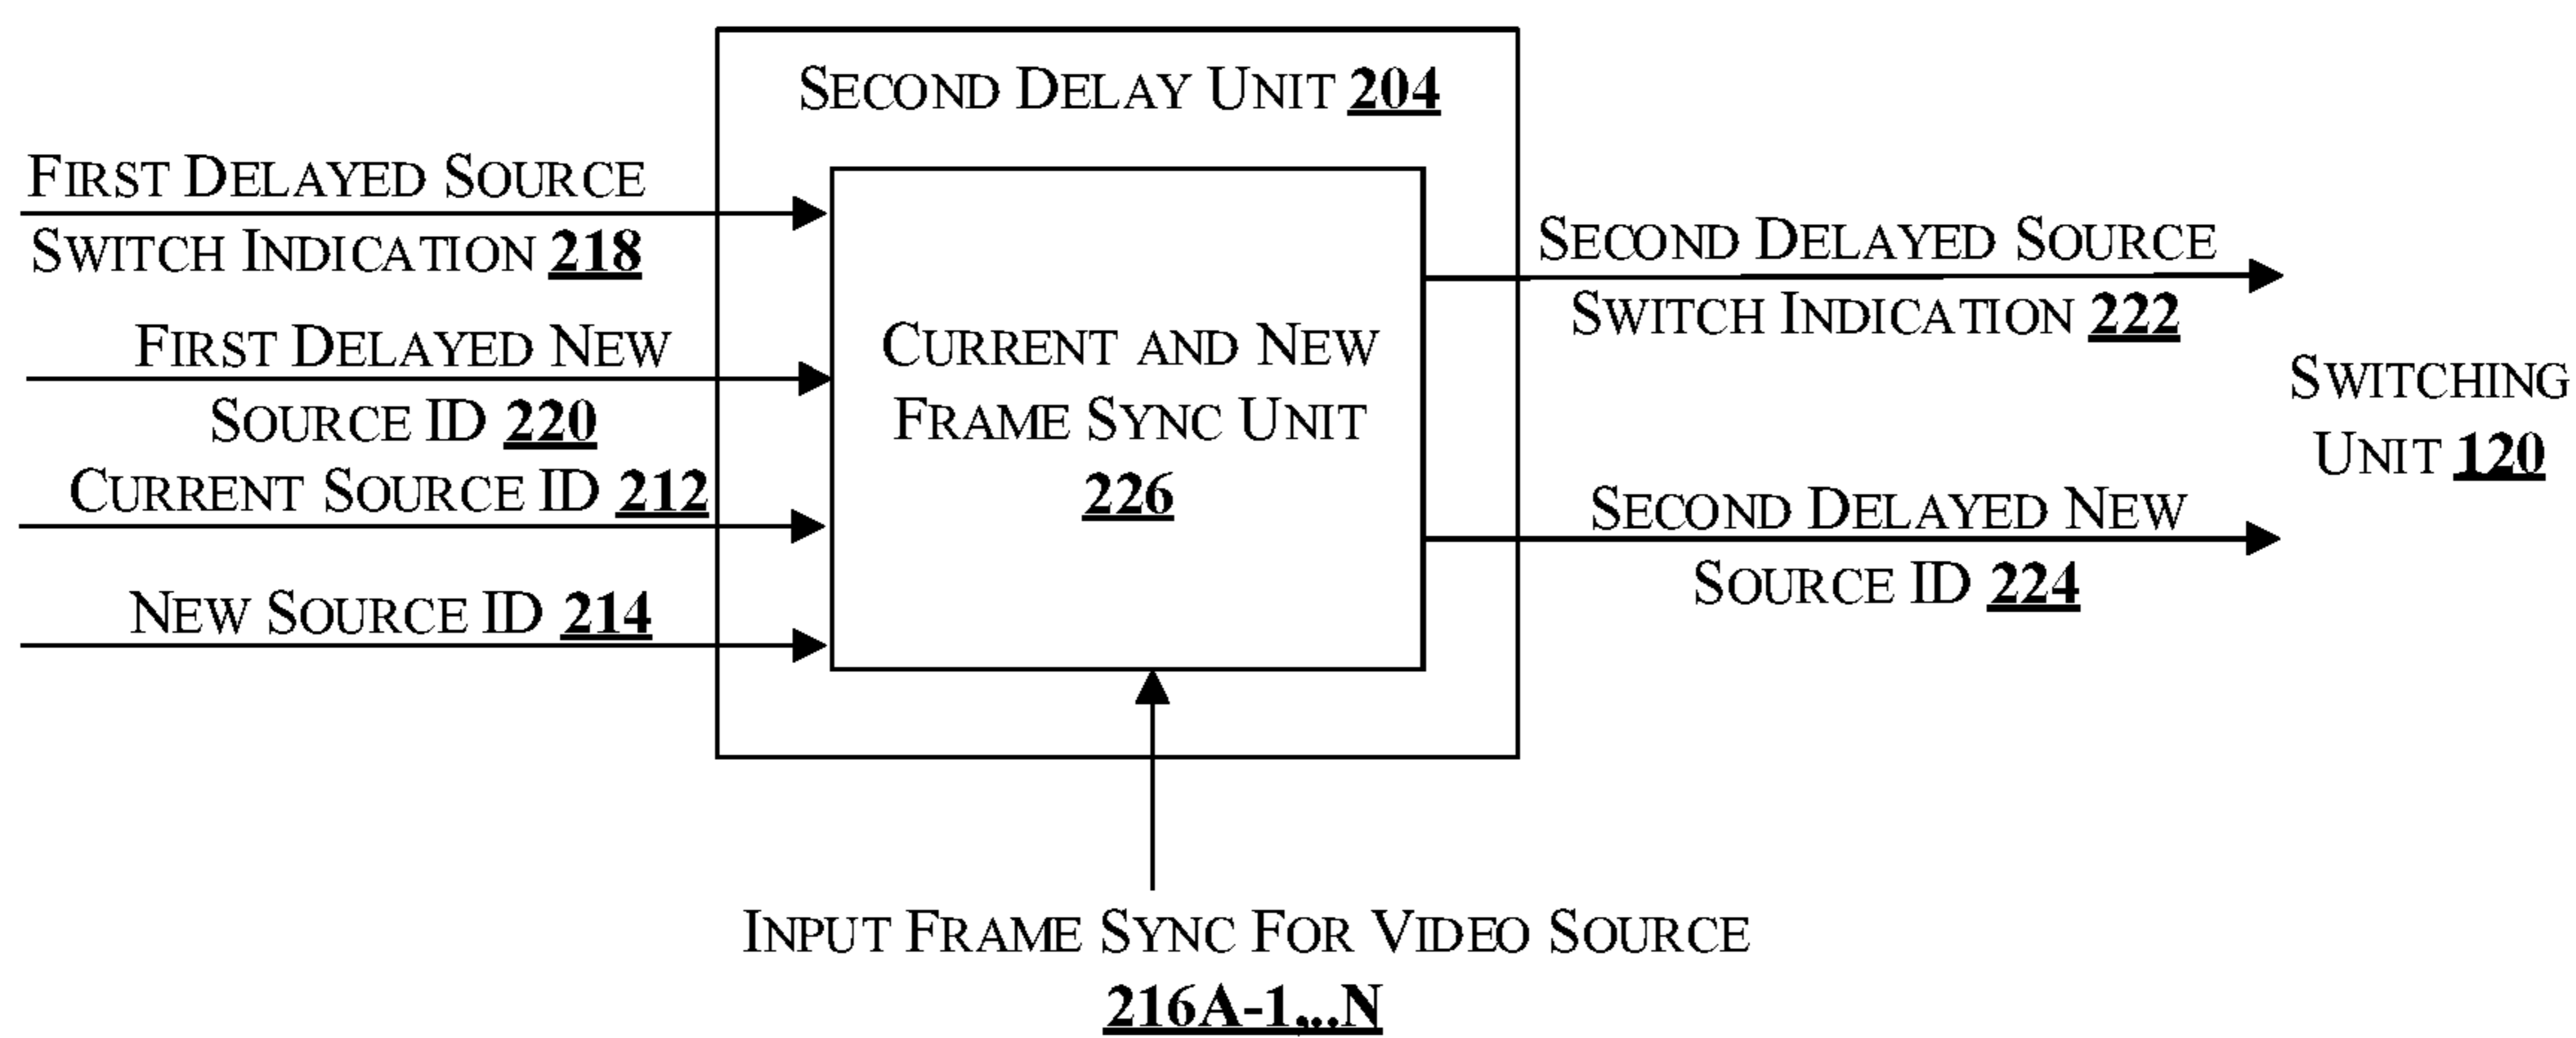 SECOND DELAY UNIT 204
FIRST DELAYED SOURCE
SWITCH INDICATION 218
FIRST DELAYED NEW
SOURCE ID 220
CURRENT SOURCE ID 212
NEW SOURCE ID 214
CURRENT AND NEW
FRAME SYNC UNIT
226
SECOND DELAYED SOURCE
SWITCH INDICATION 222
SECOND DELAYED NEW
SOURCE ID 224
SWITCHING
UNIT 120
INPUT FRAME SYNC FOR VIDEO SOURCE
216A-1,...N